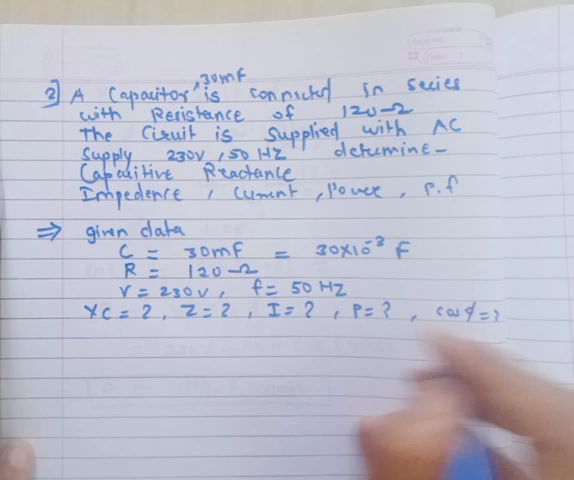 30mF
2] A Capacitor ^ is connected in series
with Resistance of 120-Ω
The Circuit is Supplied with AC
Supply 230V, 50 HZ determine-
Capacitive Reactance
Impedence, Current, Power, P.f
⇒ given data
C = 30mF = 30×10⁻³ F
R = 120-Ω
V = 230V, f = 50 HZ
XC = ?, Z = ?, I = ?, P = ?, cosφ = ?